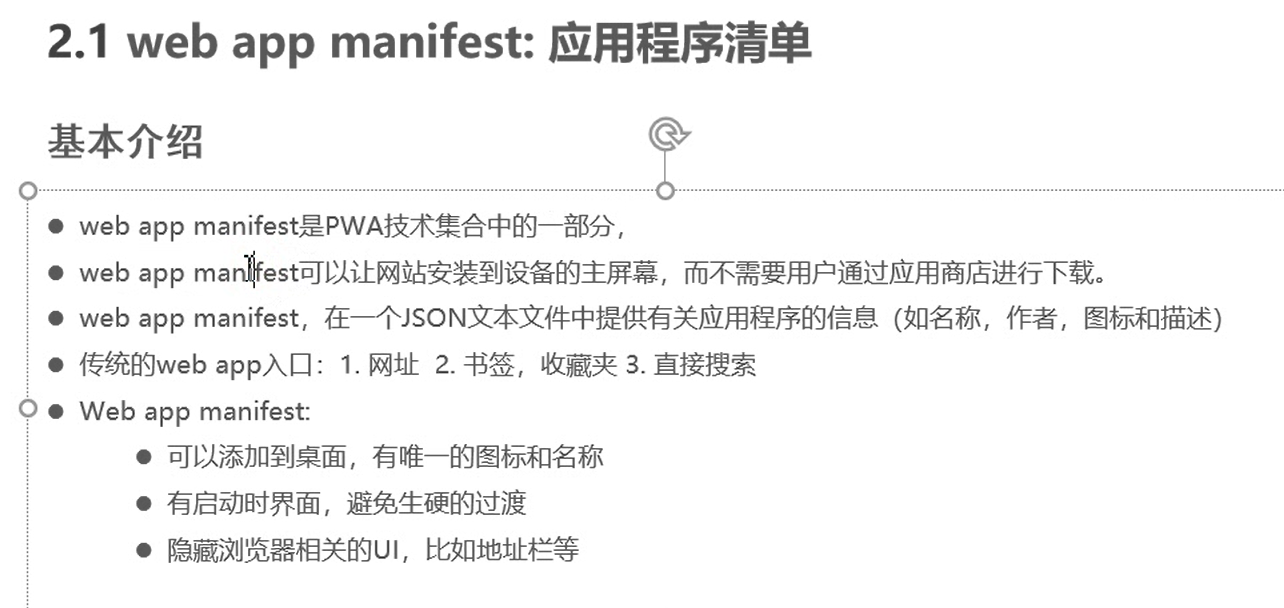 2.1 web app manifest: 应用程序清单
基本介绍
● web app manifest是PWA技术集合中的一部分，
● web app manifest可以让网站安装到设备的主屏幕，而不需要用户通过应用商店进行下载。
● web app manifest，在一个JSON文本文件中提供有关应用程序的信息（如名称，作者，图标和描述）
● 传统的web app入口：1. 网址 2. 书签，收藏夹 3. 直接搜索
● Web app manifest:
● 可以添加到桌面，有唯一的图标和名称
● 有启动时界面，避免生硬的过渡
● 隐藏浏览器相关的UI，比如地址栏等